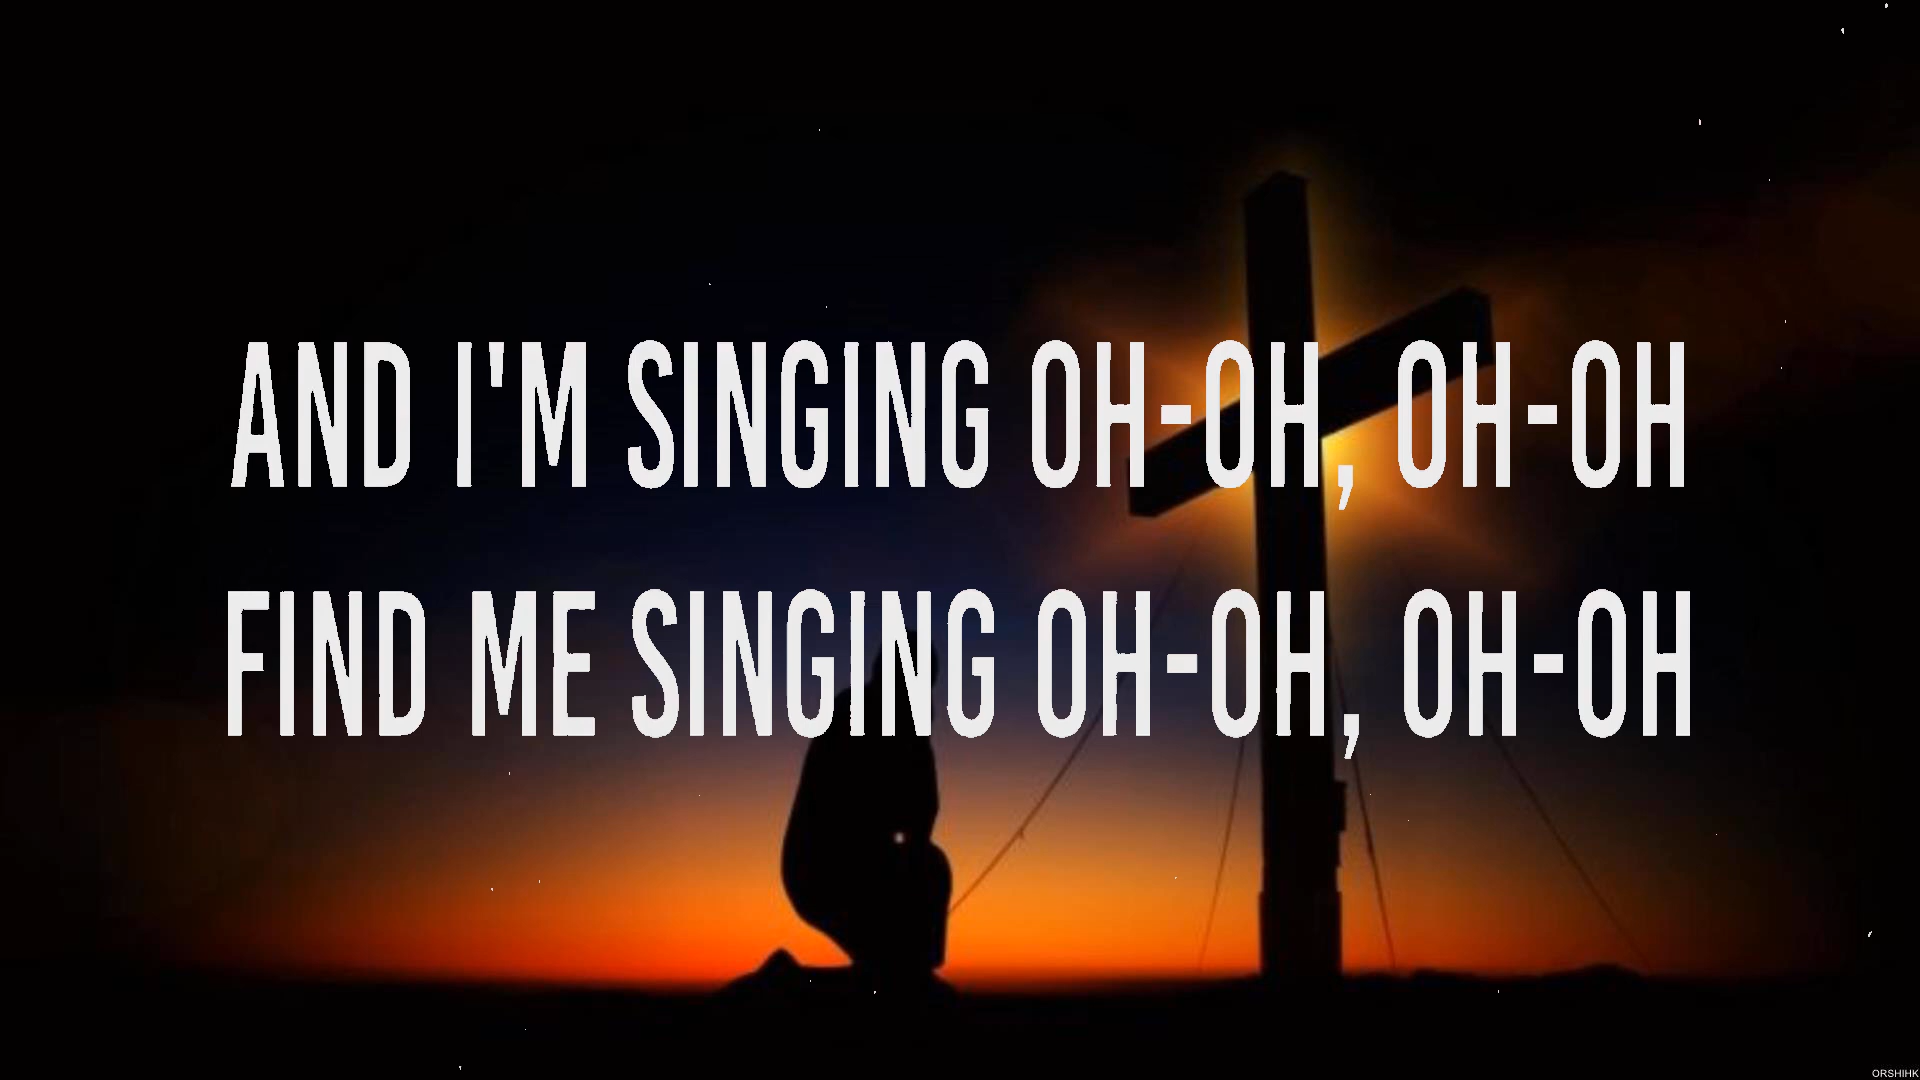 AND I'M SINGING OH-OH, OH-OH
FIND ME SINGING OH-OH, OH-OH
ORSHIHK